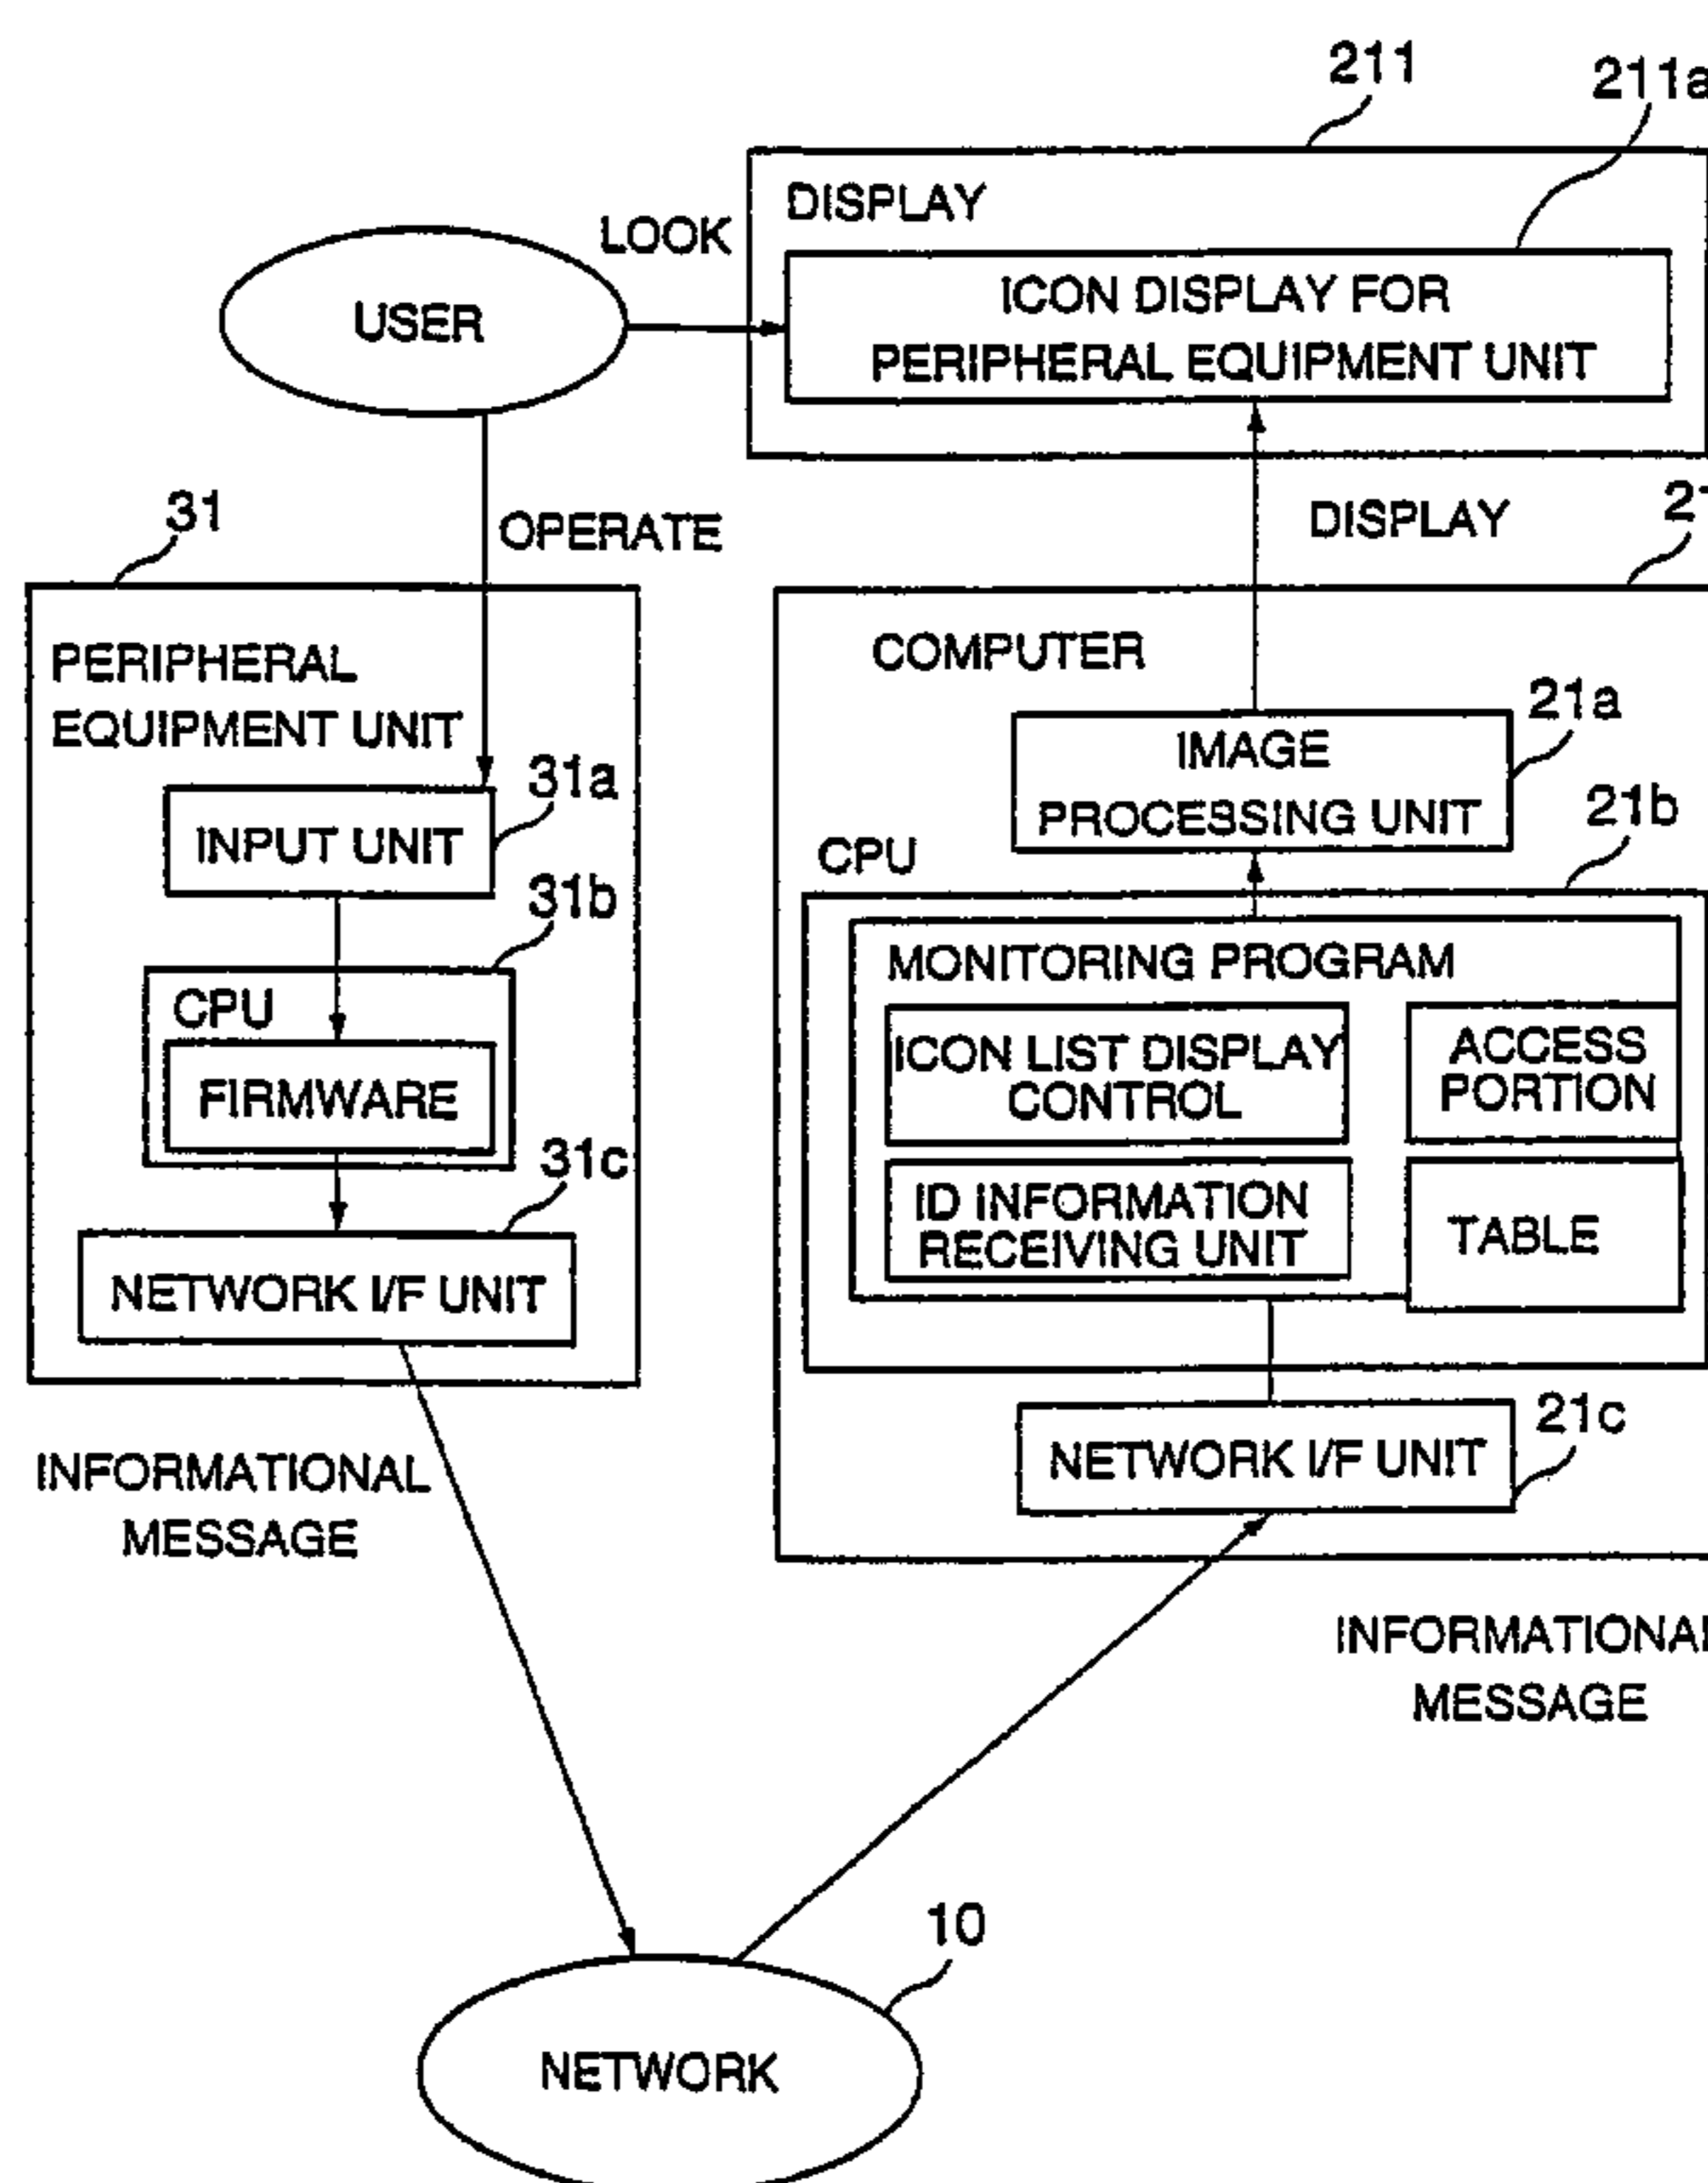 211
211a
DISPLAY
LOOK
USER
ICON DISPLAY FOR
PERIPHERAL EQUIPMENT UNIT
31
OPERATE
DISPLAY
21
PERIPHERAL
EQUIPMENT UNIT
COMPUTER
21a
IMAGE
PROCESSING UNIT
31a
INPUT UNIT
21b
CPU
31b
CPU
FIRMWARE
MONITORING PROGRAM
ICON LIST DISPLAY
CONTROL
ACCESS
PORTION
31c
ID INFORMATION
RECEIVING UNIT
TABLE
NETWORK I/F UNIT
21c
NETWORK I/F UNIT
INFORMATIONAL
MESSAGE
INFORMATIONAL
MESSAGE
10
NETWORK